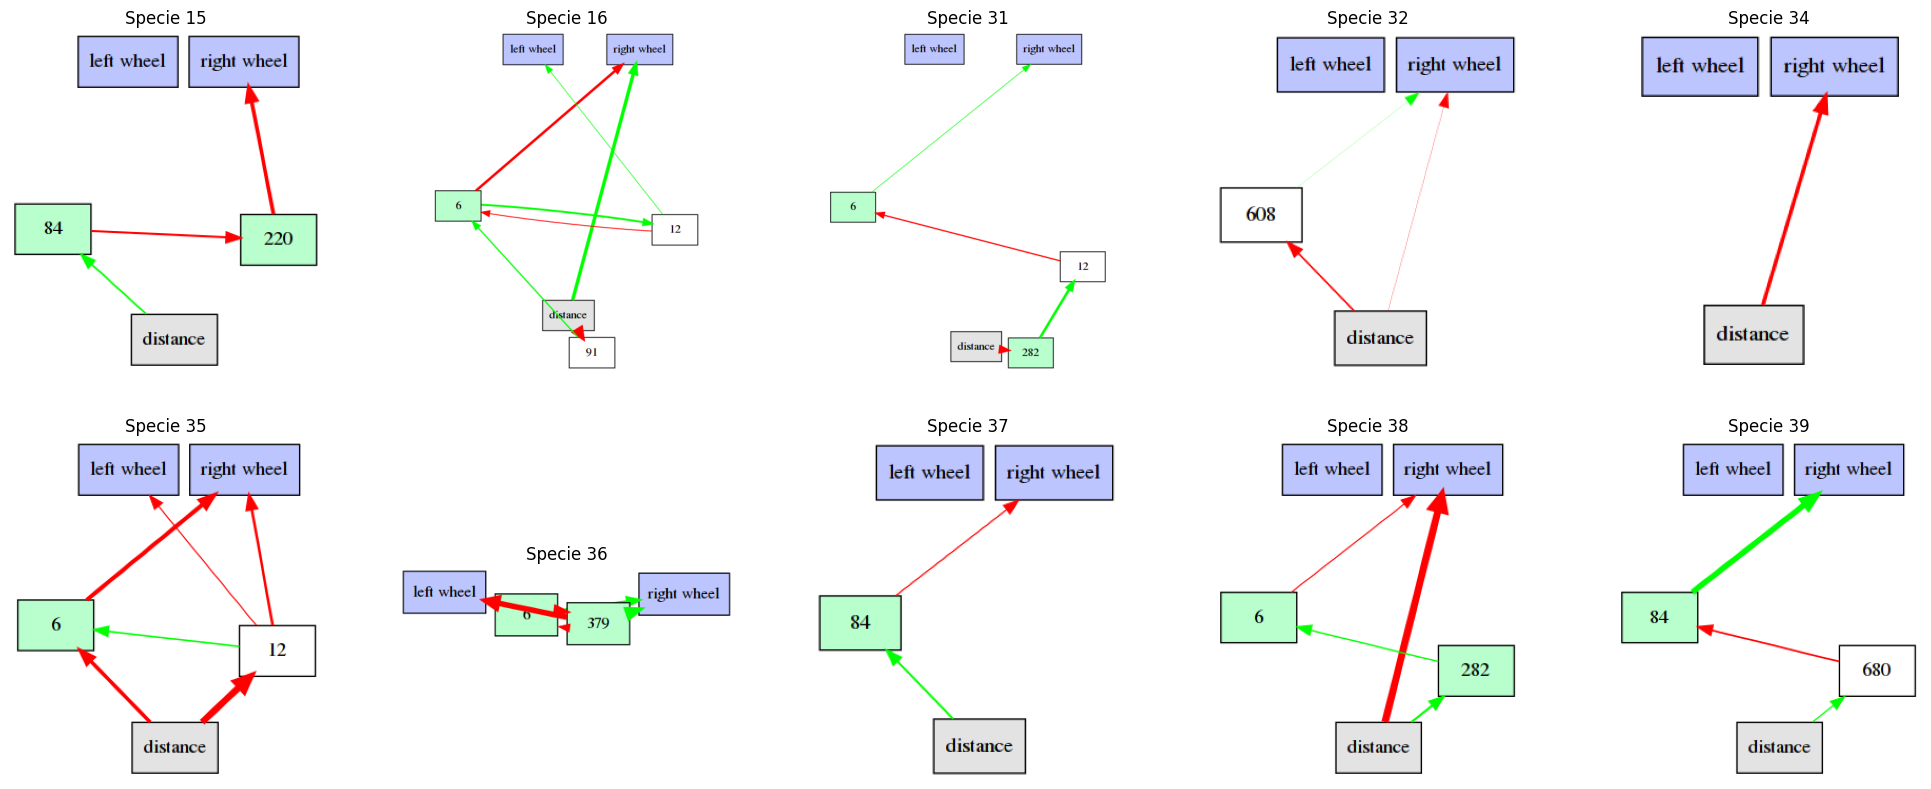 Specie 15
left wheel
right wheel
84
220
distance
Specie 16
left wheel
right wheel
6
12
distance
91
Specie 31
left wheel
right wheel
6
12
distance
282
Specie 32
left wheel
right wheel
608
distance
Specie 34
left wheel
right wheel
distance
Specie 35
left wheel
right wheel
6
12
distance
Specie 36
left wheel
6
379
right wheel
Specie 37
left wheel
right wheel
84
distance
Specie 38
left wheel
right wheel
6
282
distance
Specie 39
left wheel
right wheel
84
680
distance